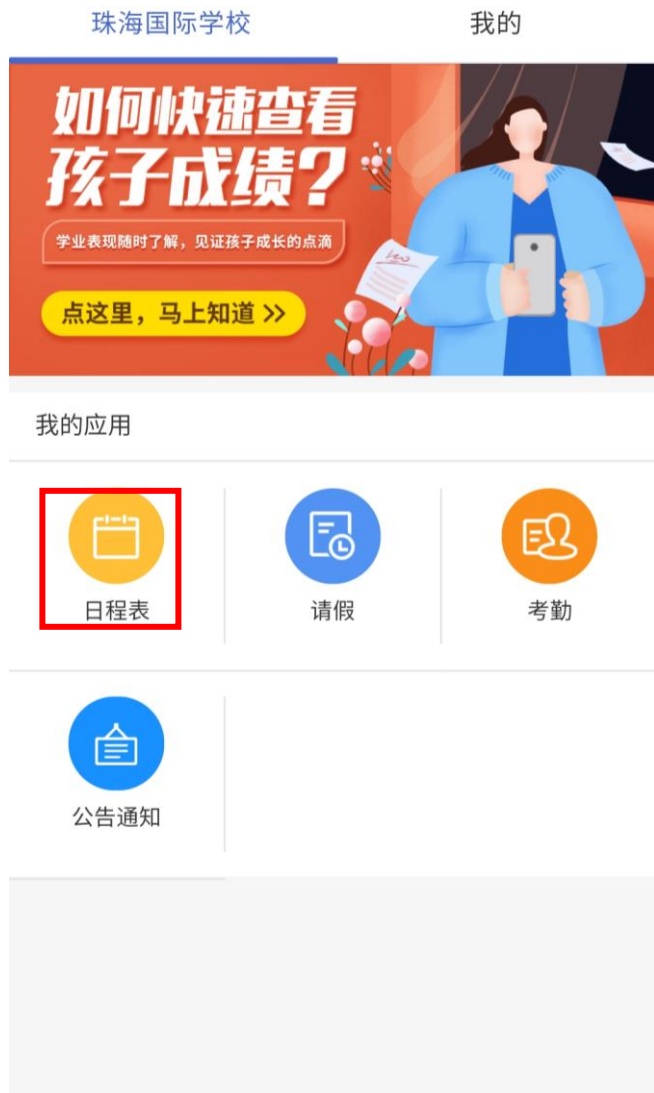 珠海国际学校 我的
如何快速查看
孩子成绩?
学业表现随时了解，见证孩子成长的点滴
点这里，马上知道 >>
我的应用
日程表 请假 考勤
公告通知